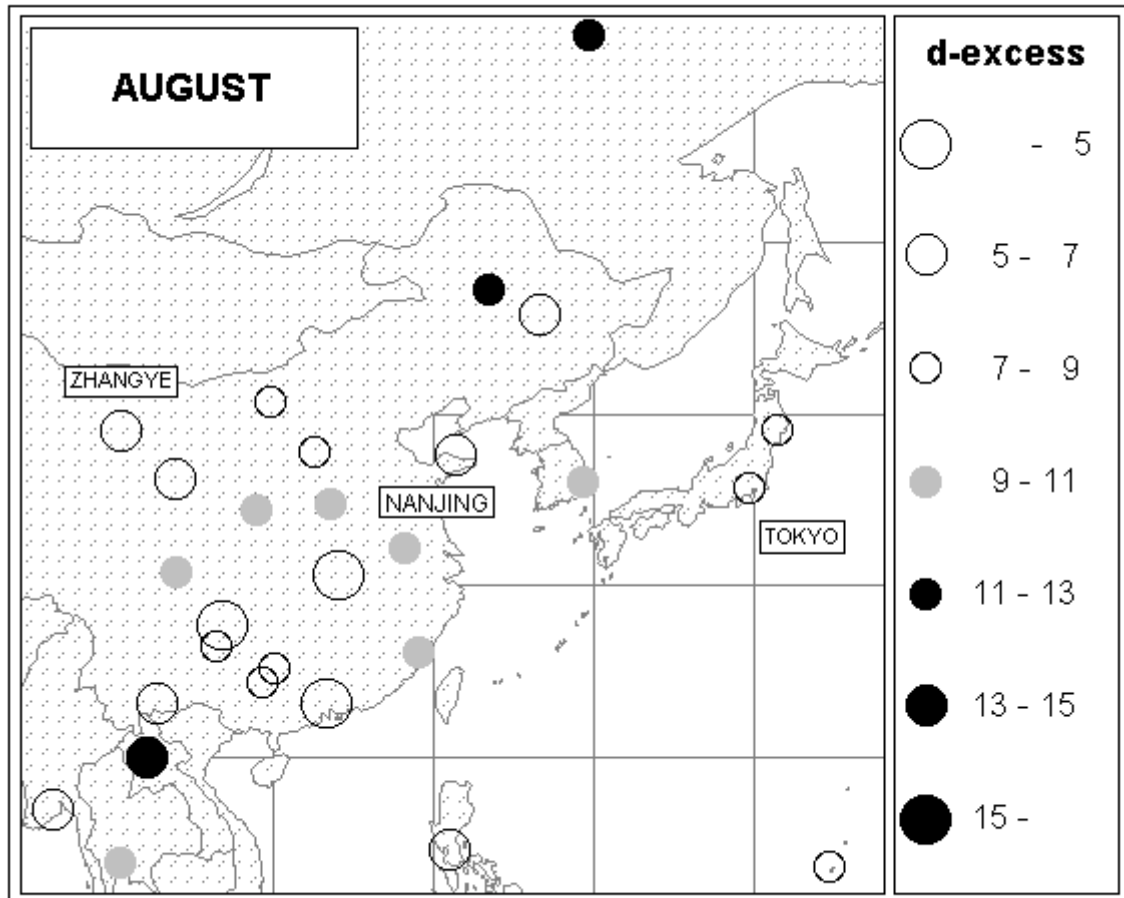 AUGUST
ZHANGYE
NANJING
TOKYO
d-excess
- 5
5 - 7
7 - 9
9 - 11
11 - 13
13 - 15
15 -